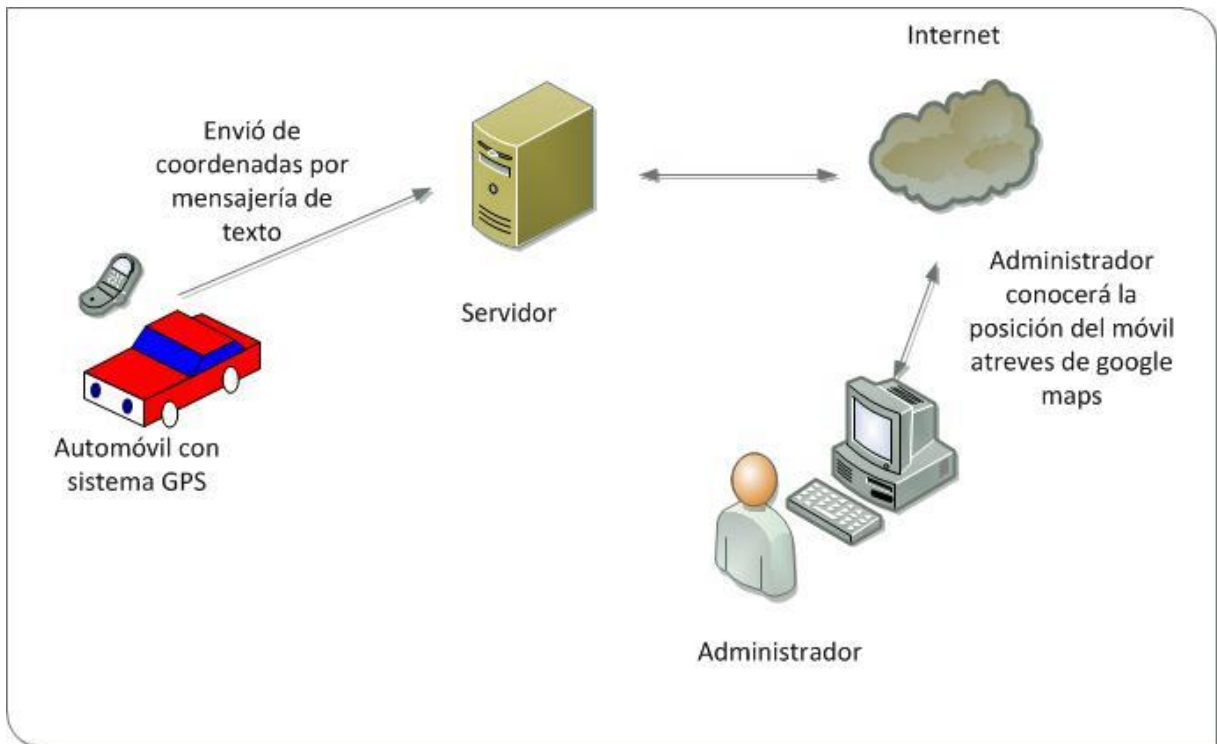 Internet
Envió de
coordenadas por
mensajería de
texto
Servidor
Administrador
conocerá la
posición del móvil
atreves de google
maps
Automóvil con
sistema GPS
Administrador